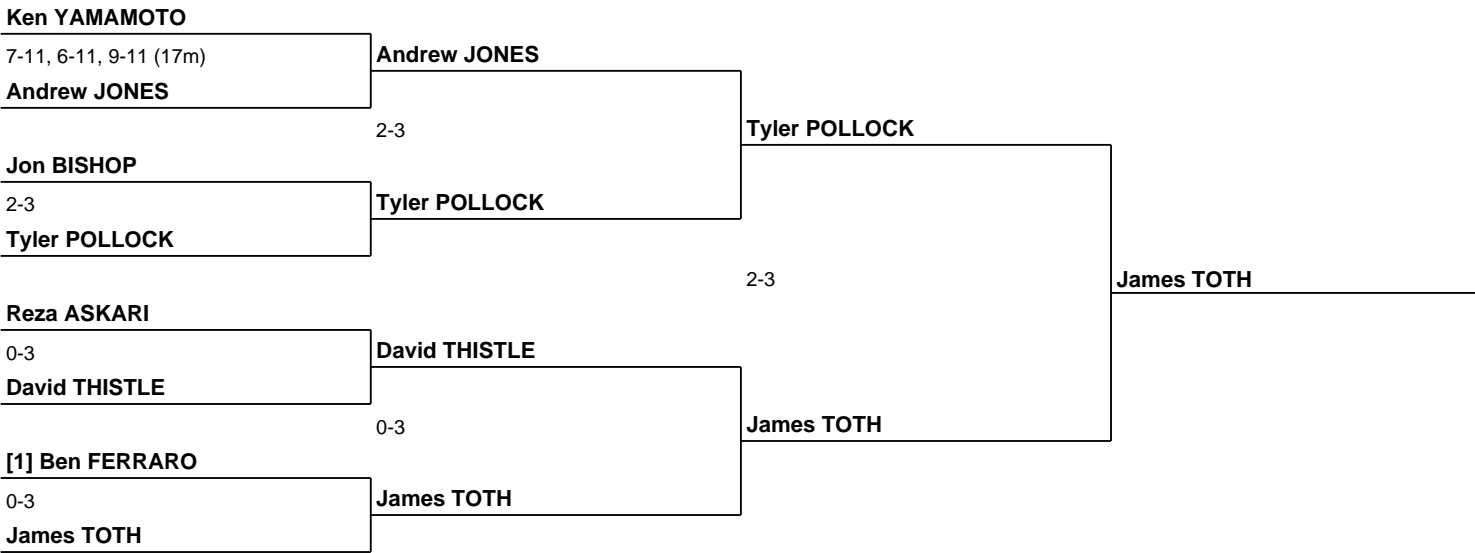 Ken YAMAMOTO
7-11, 6-11, 9-11 (17m)
Andrew JONES
Andrew JONES
2-3
Tyler POLLOCK
Jon BISHOP
2-3
Tyler POLLOCK
Tyler POLLOCK
2-3
James TOTH
Reza ASKARI
0-3
David THISTLE
David THISTLE
0-3
James TOTH
[1] Ben FERRARO
0-3
James TOTH
James TOTH